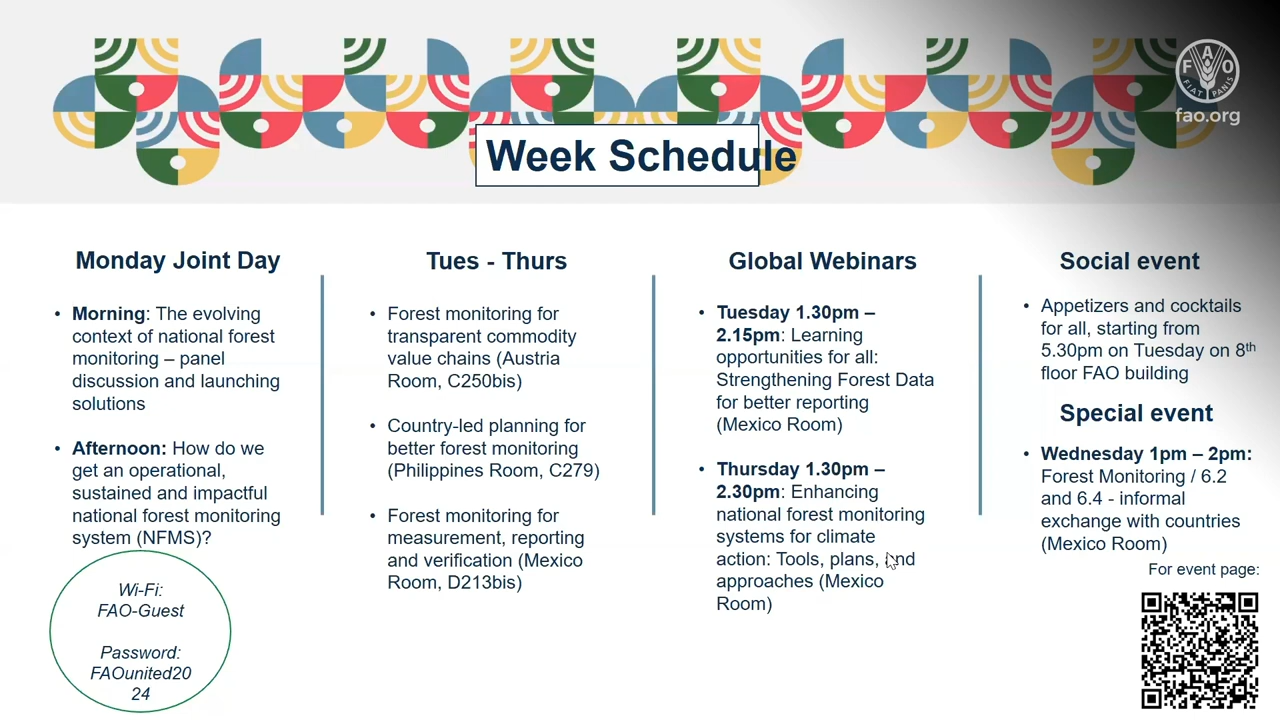 FAO
FIAT PANIS
fao.org
Week Schedule
Monday Joint Day
• Morning: The evolving
context of national forest
monitoring – panel
discussion and launching
solutions
• Afternoon: How do we
get an operational,
sustained and impactful
national forest monitoring
system (NFMS)?
Wi-Fi:
FAO-Guest
Password:
FAOunited20
24
Tues - Thurs
• Forest monitoring for
transparent commodity
value chains (Austria
Room, C250bis)
• Country-led planning for
better forest monitoring
(Philippines Room, C279)
• Forest monitoring for
measurement, reporting
and verification (Mexico
Room, D213bis)
Global Webinars
• Tuesday 1.30pm –
2.15pm: Learning
opportunities for all:
Strengthening Forest Data
for better reporting
(Mexico Room)
• Thursday 1.30pm –
2.30pm: Enhancing
national forest monitoring
systems for climate
action: Tools, plans, and
approaches (Mexico
Room)
Social event
• Appetizers and cocktails
for all, starting from
5.30pm on Tuesday on 8th
floor FAO building
Special event
• Wednesday 1pm – 2pm:
Forest Monitoring / 6.2
and 6.4 - informal
exchange with countries
(Mexico Room)
For event page: